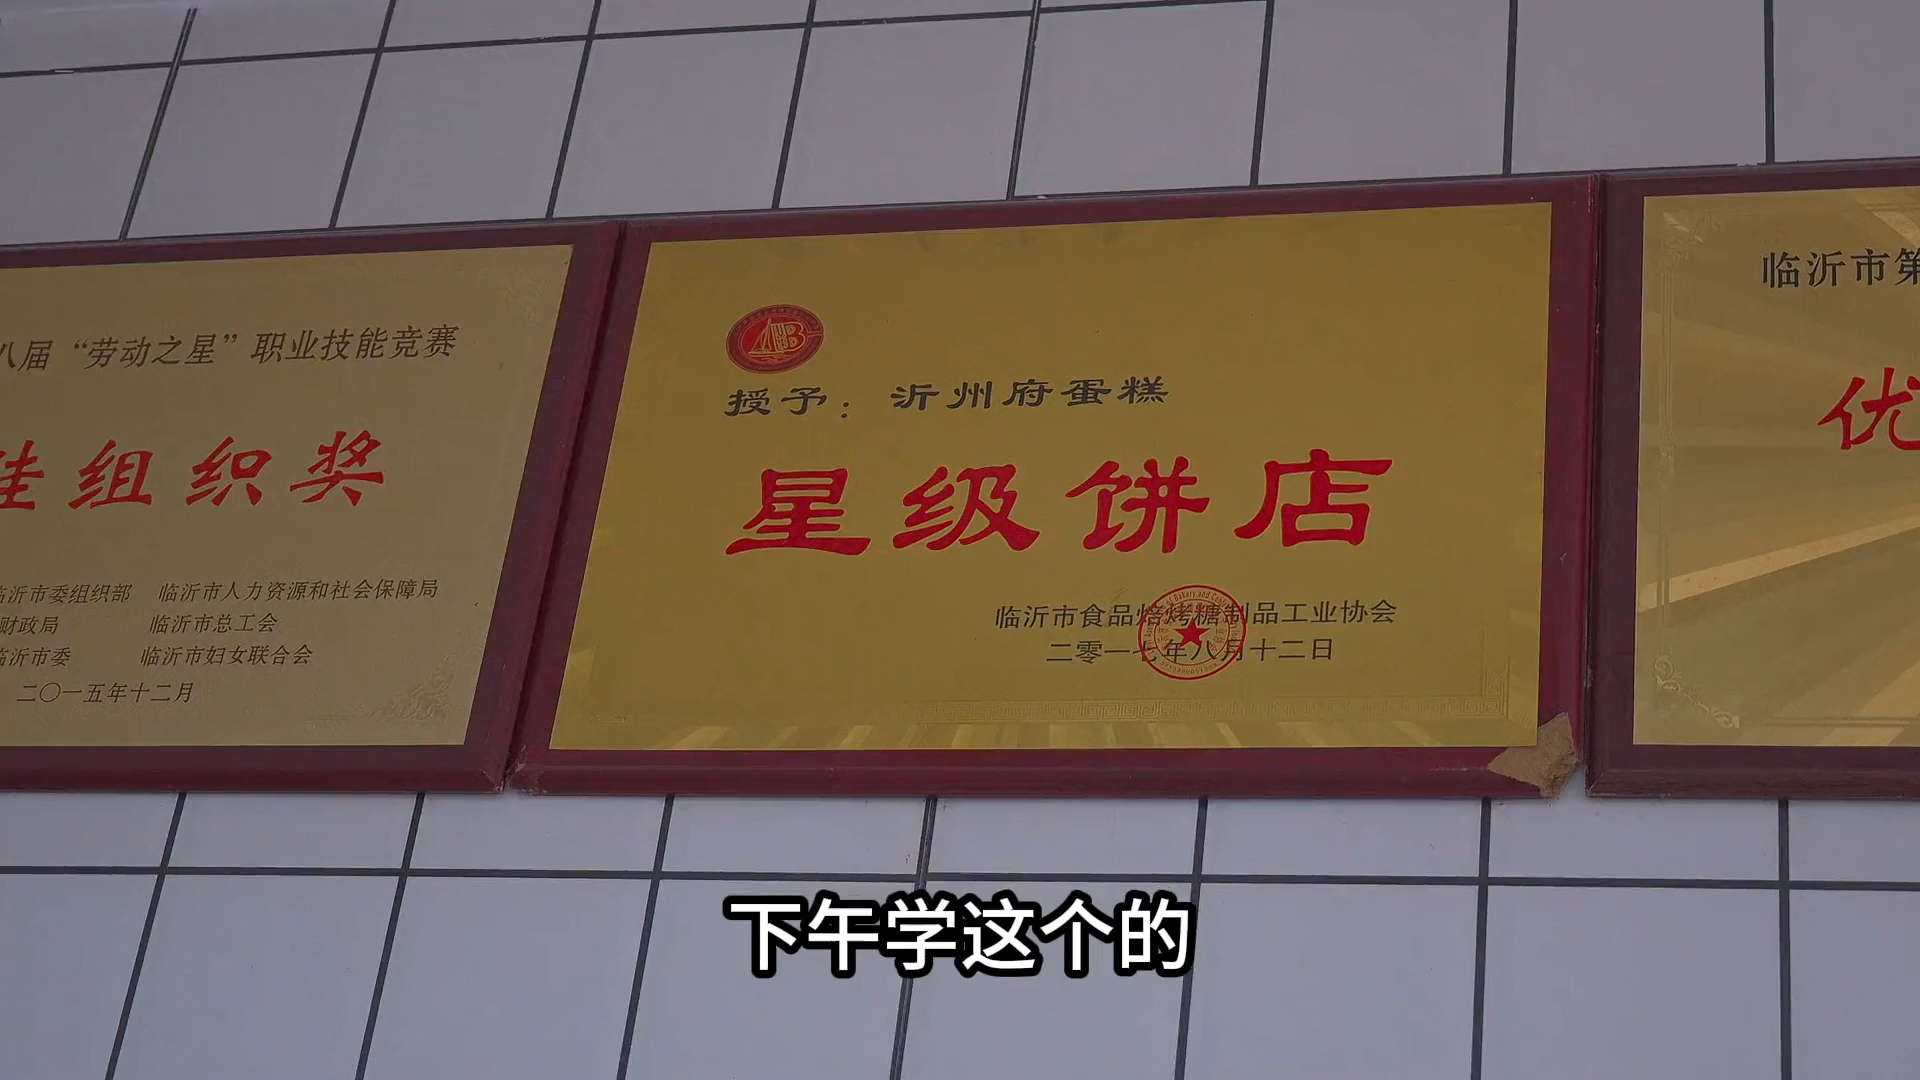 八届“劳动之星”职业技能竞赛
佳组织奖
临沂市委组织部 临沂市人力资源和社会保障局
财政局 临沂市总工会
临沂市委 临沂市妇女联合会
二〇一五年十二月
授予：沂州府蛋糕
星级饼店
临沂市食品焙烤糖制品工业协会
二零一七年八月十二日
临沂市第
优
下午学这个的